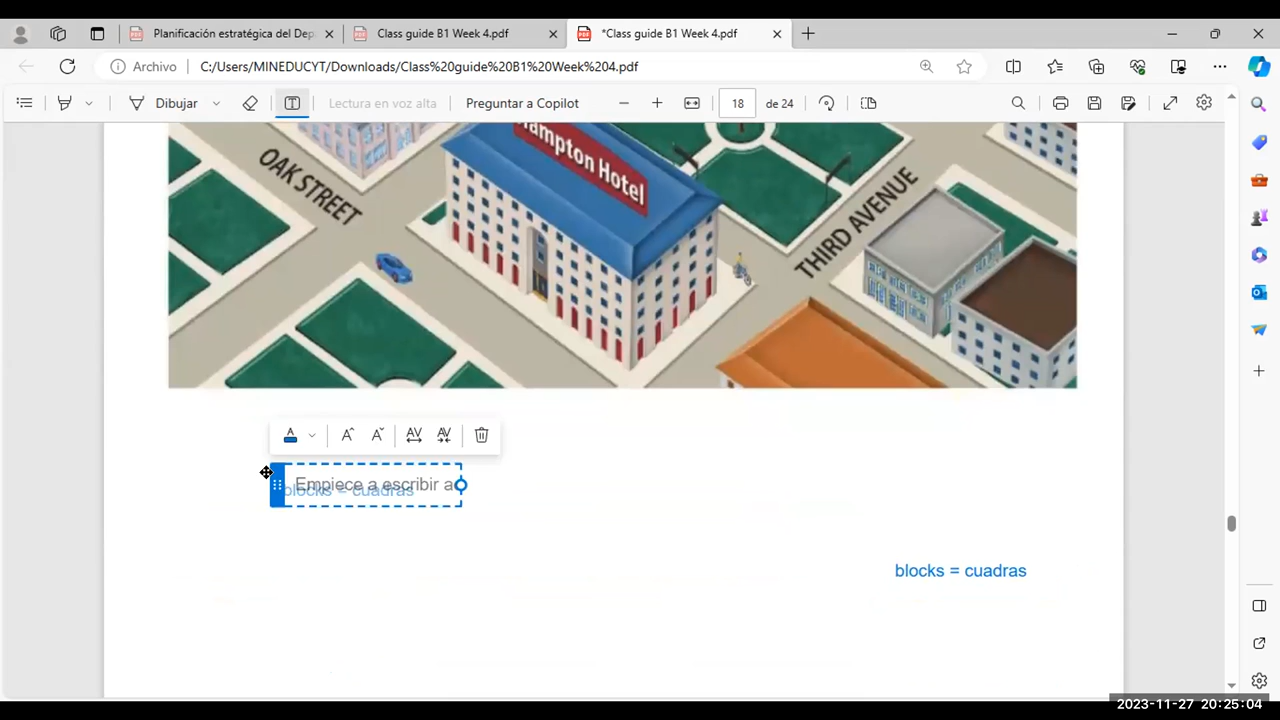 Planificación estratégica del Dep
Class guide B1 Week 4.pdf
*Class guide B1 Week 4.pdf
Archivo
C:/Users/MINEDUCYT/Downloads/Class%20guide%20B1%20Week%204.pdf
Dibujar
Lectura en voz alta
Preguntar a Copilot
18
de 24
Hampton Hotel
OAK STREET
THIRD AVENUE
Empiece a escribir a
blocks = cuadras
blocks = cuadras
2023-11-27 20:25:04